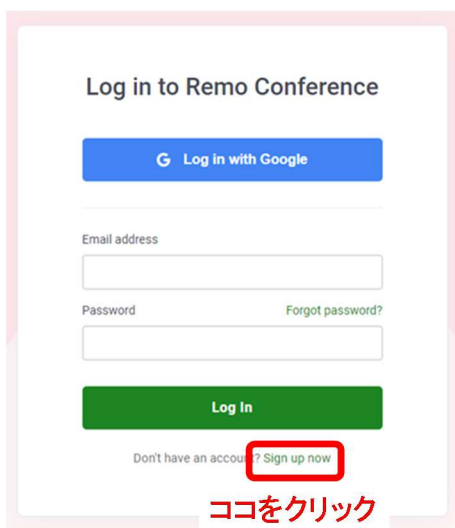 Log in to Remo Conference
G Log in with Google
Email address
Password Forgot password?
Log In
Don't have an account? Sign up now
ココをクリック